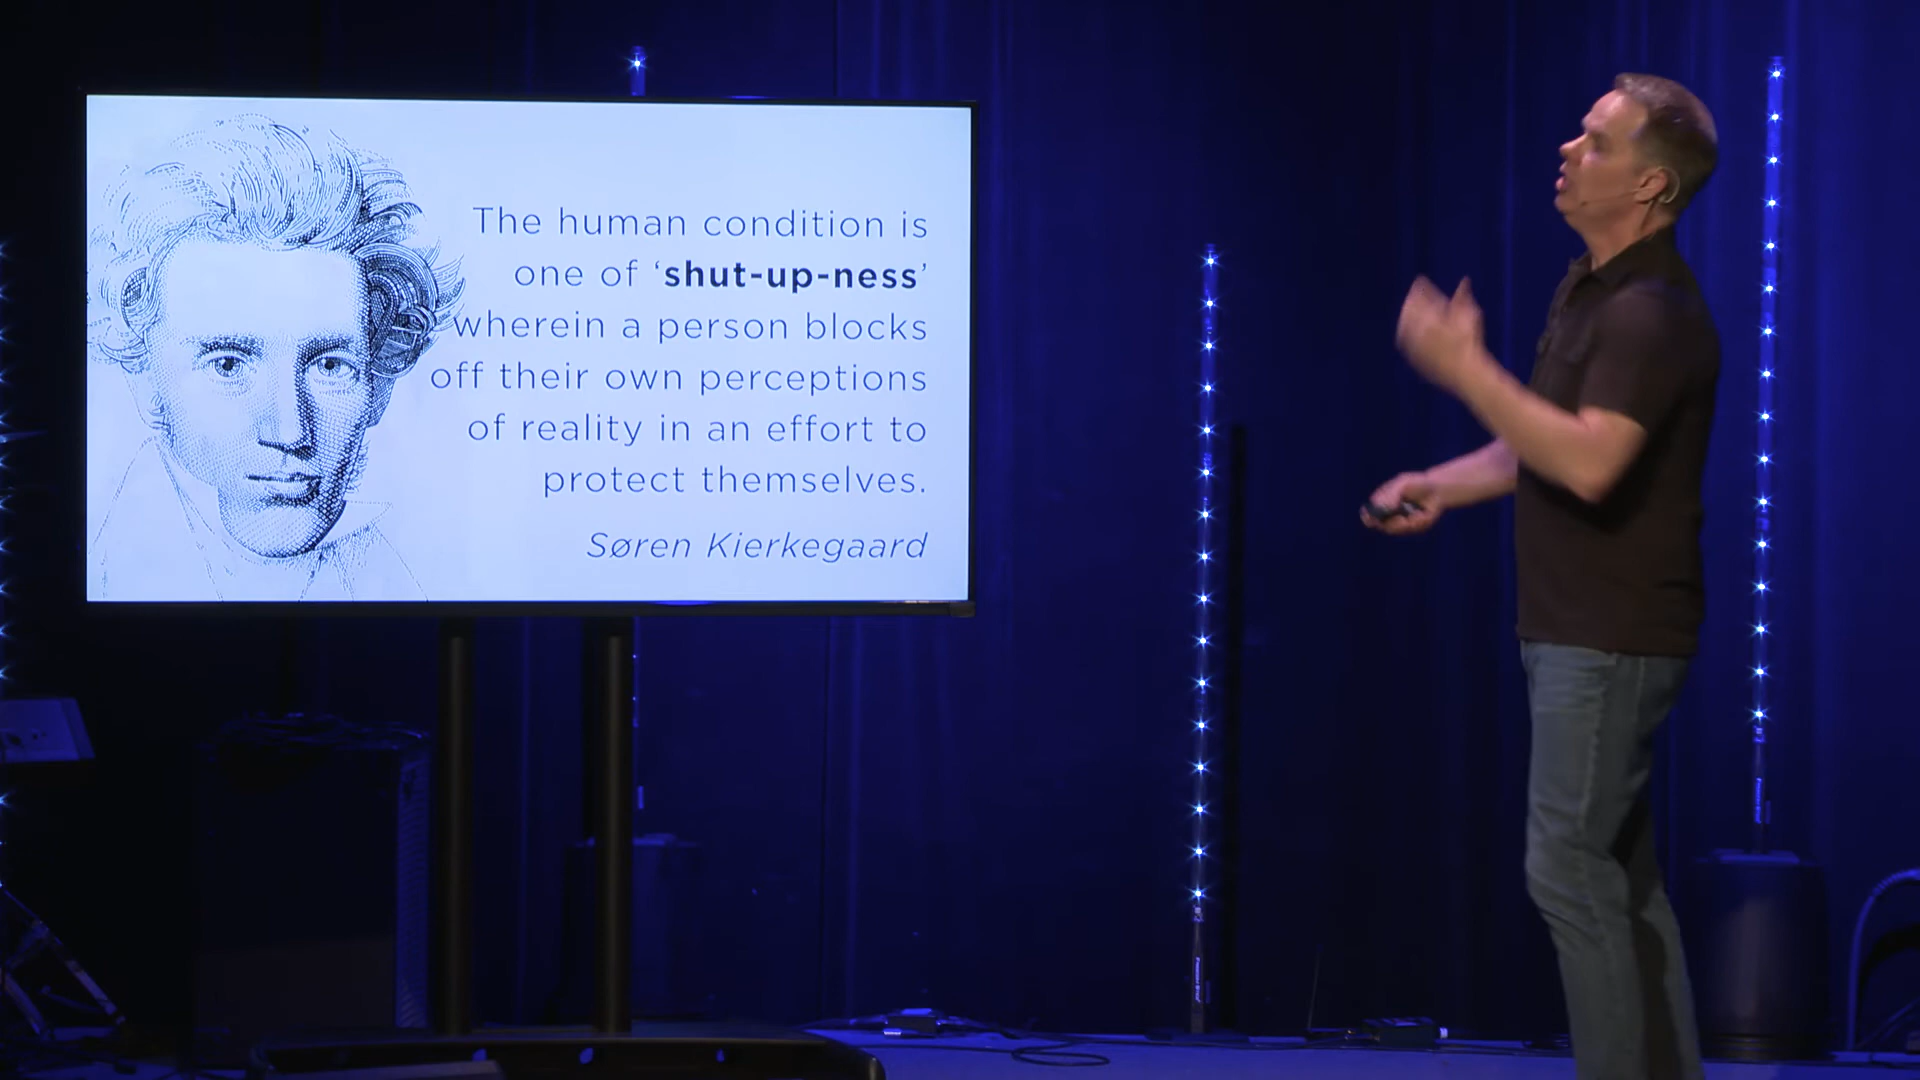 The human condition is
one of ‘shut-up-ness’
wherein a person blocks
off their own perceptions
of reality in an effort to
protect themselves.
Søren Kierkegaard